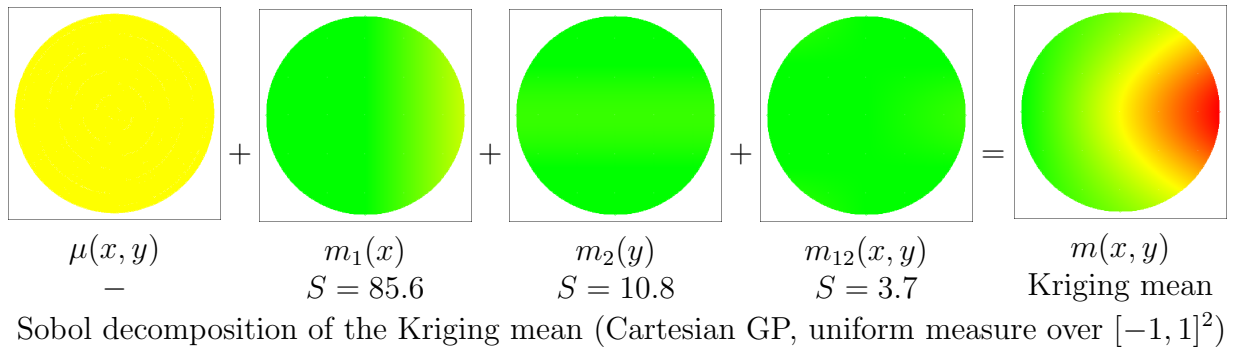 + + + =
μ(x, y) m₁(x) m₂(y) m₁₂(x, y) m(x, y)
− S = 85.6 S = 10.8 S = 3.7 Kriging mean
Sobol decomposition of the Kriging mean (Cartesian GP, uniform measure over [−1, 1]²)